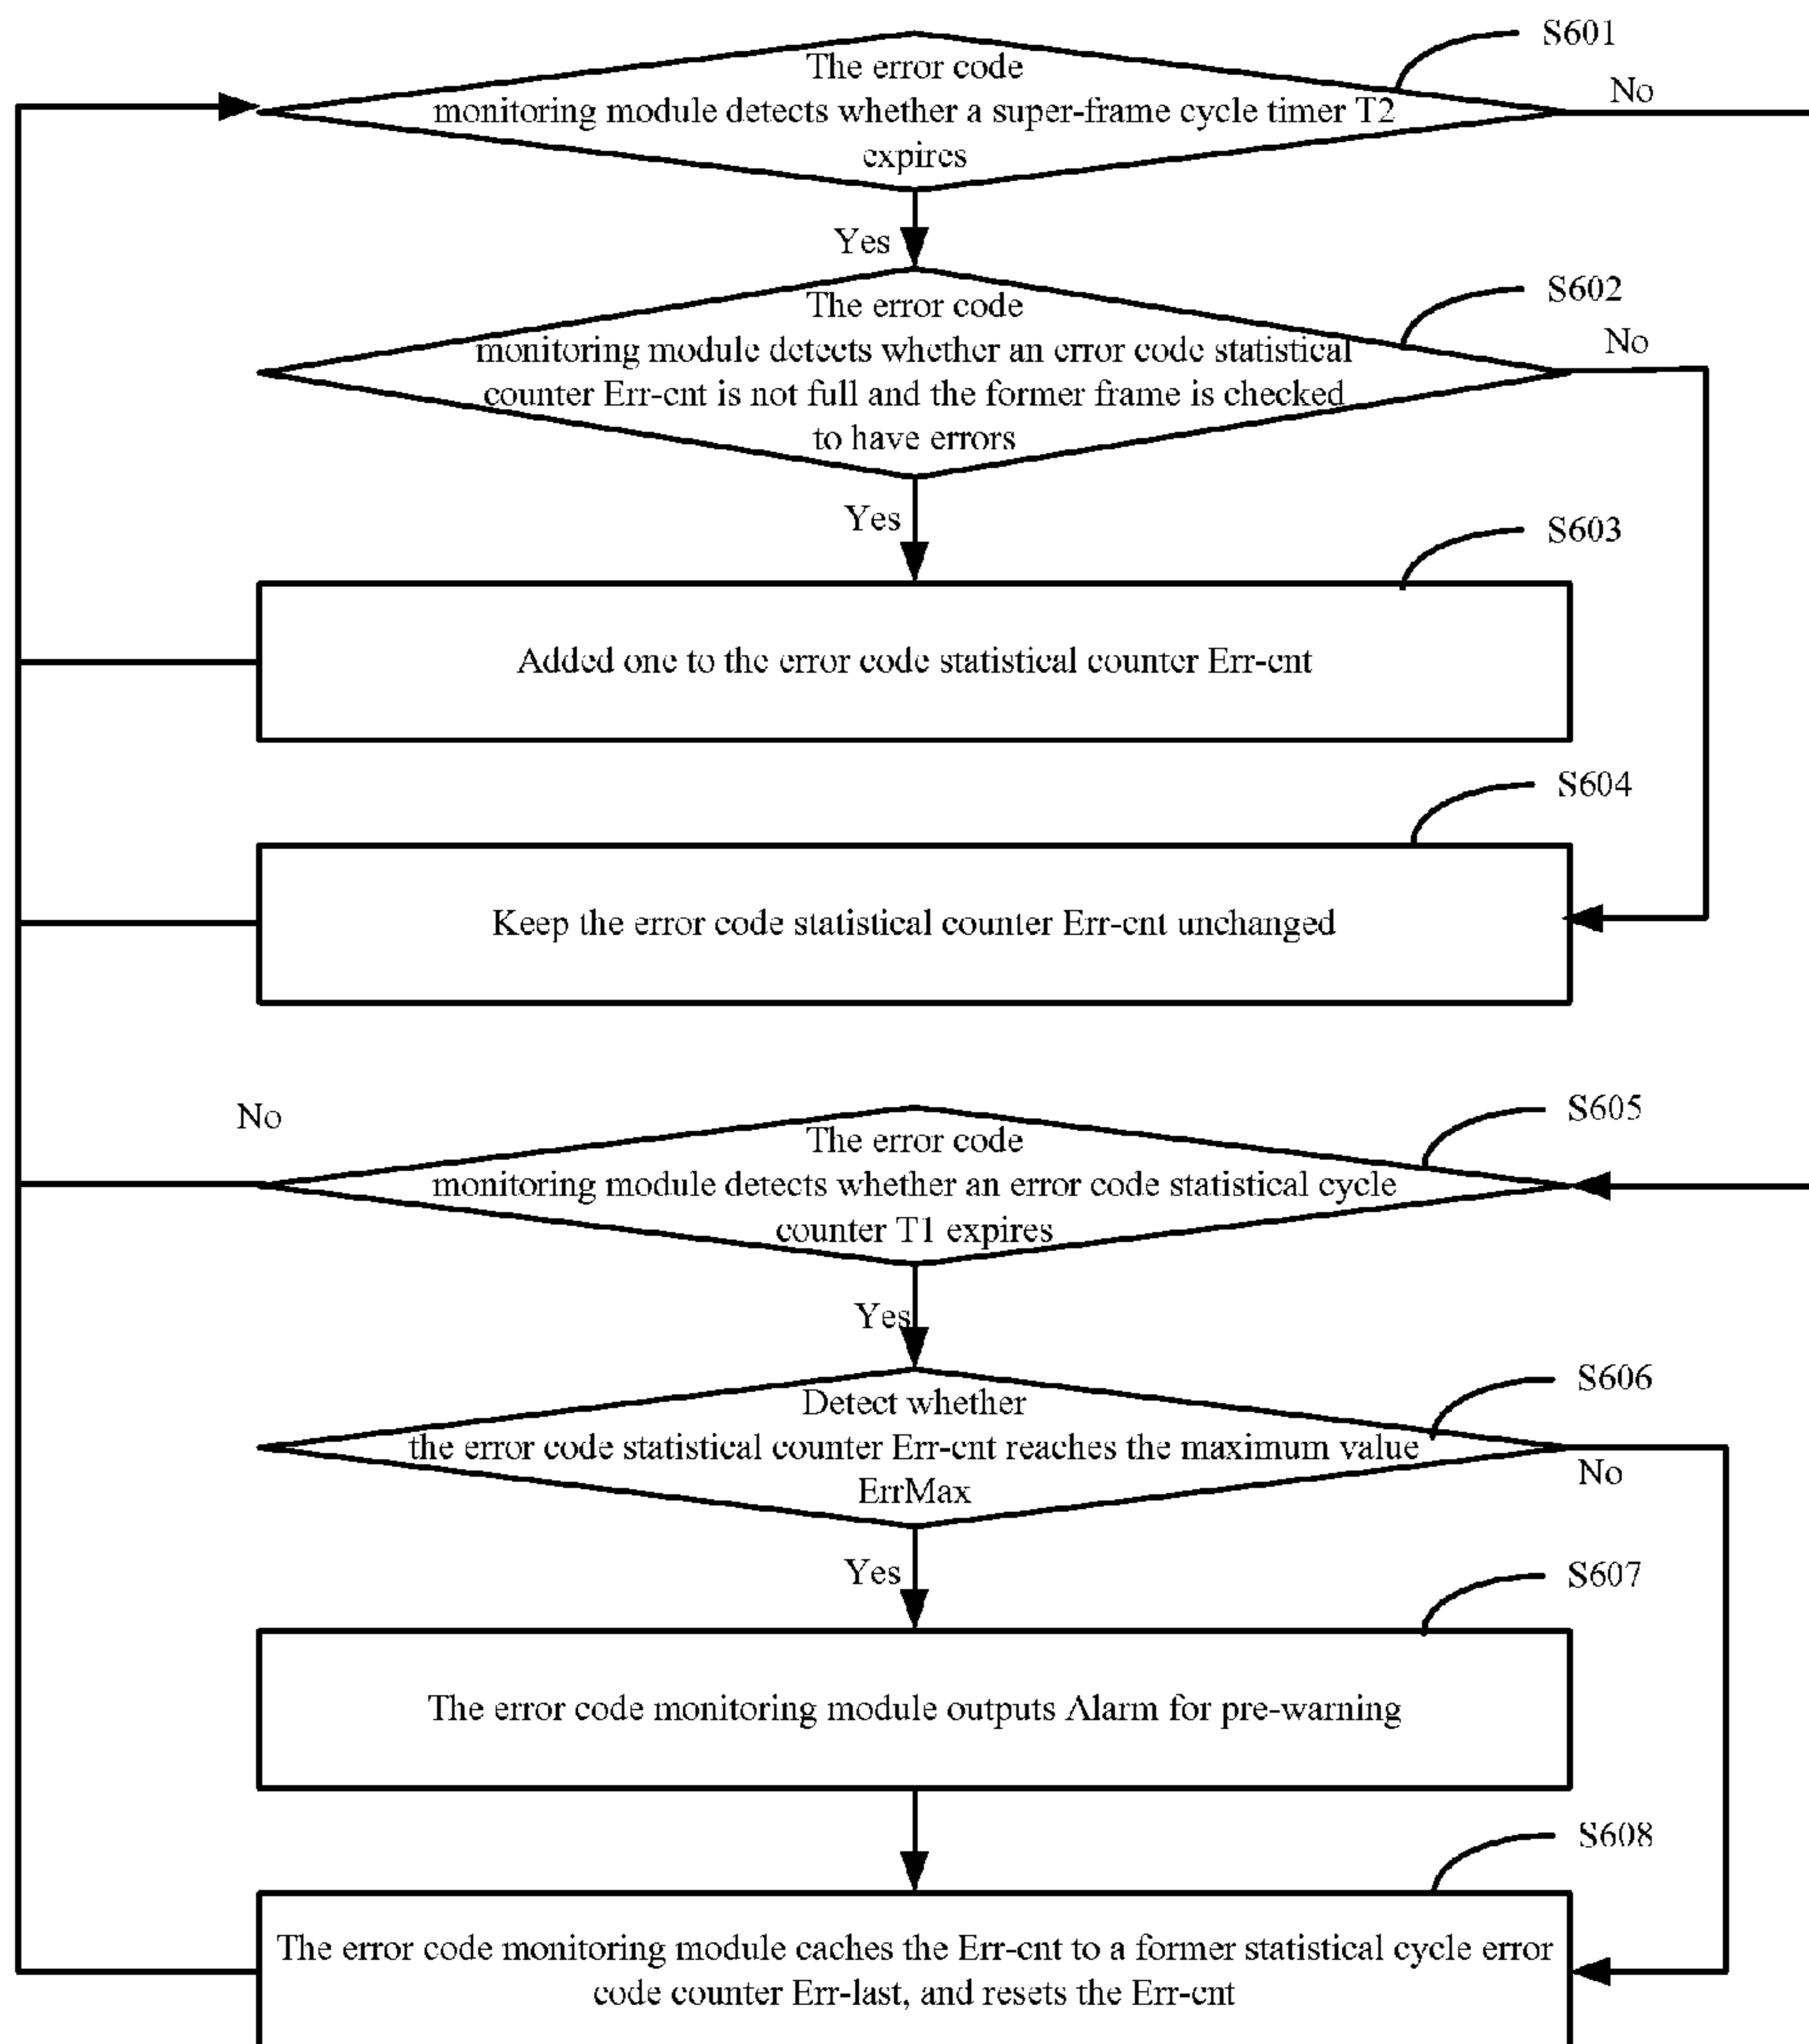 S601
The error code
monitoring module detects whether a super-frame cycle timer T2
expires
No
Yes
S602
The error code
monitoring module detects whether an error code statistical
counter Err-cnt is not full and the former frame is checked
to have errors
No
Yes
S603
Added one to the error code statistical counter Err-cnt
S604
Keep the error code statistical counter Err-cnt unchanged
No
S605
The error code
monitoring module detects whether an error code statistical cycle
counter T1 expires
Yes
S606
Detect whether
the error code statistical counter Err-cnt reaches the maximum value
ErrMax
No
Yes
S607
The error code monitoring module outputs Alarm for pre-warning
S608
The error code monitoring module caches the Err-cnt to a former statistical cycle error
code counter Err-last, and resets the Err-cnt